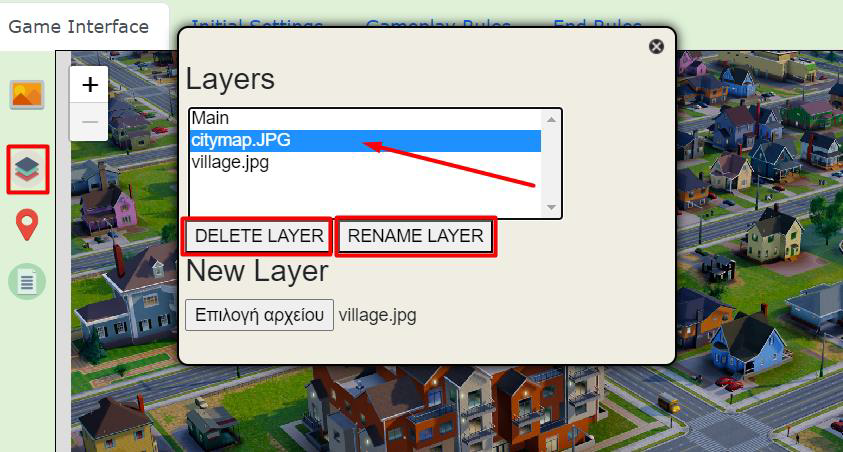 Game Interface Initial Settings Gameplay Rules End Rules
+
−
Layers
Main
citymap.JPG
village.jpg
DELETE LAYER RENAME LAYER
New Layer
Επιλογή αρχείου village.jpg